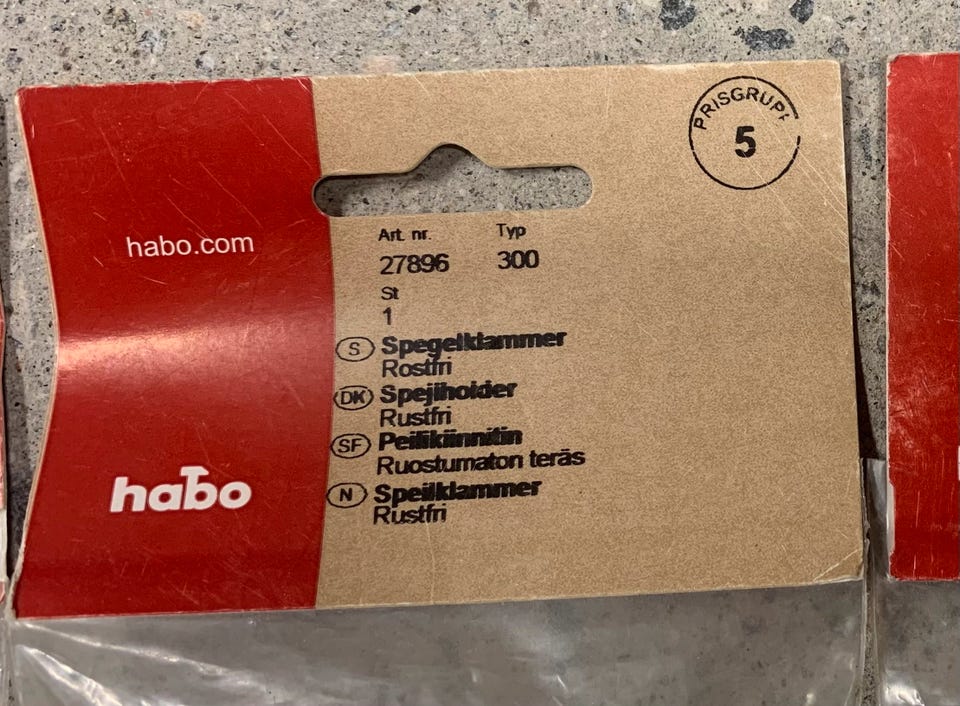 PRISGRUPP
5
habo.com
Art. nr. Typ
27896 300
St
1
S Spegelklammer
Rostfri
DK Spejlholder
Rustfri
SF Peilikiinnitin
Ruostumaton teräs
N Speilklammer
Rustfri
habo